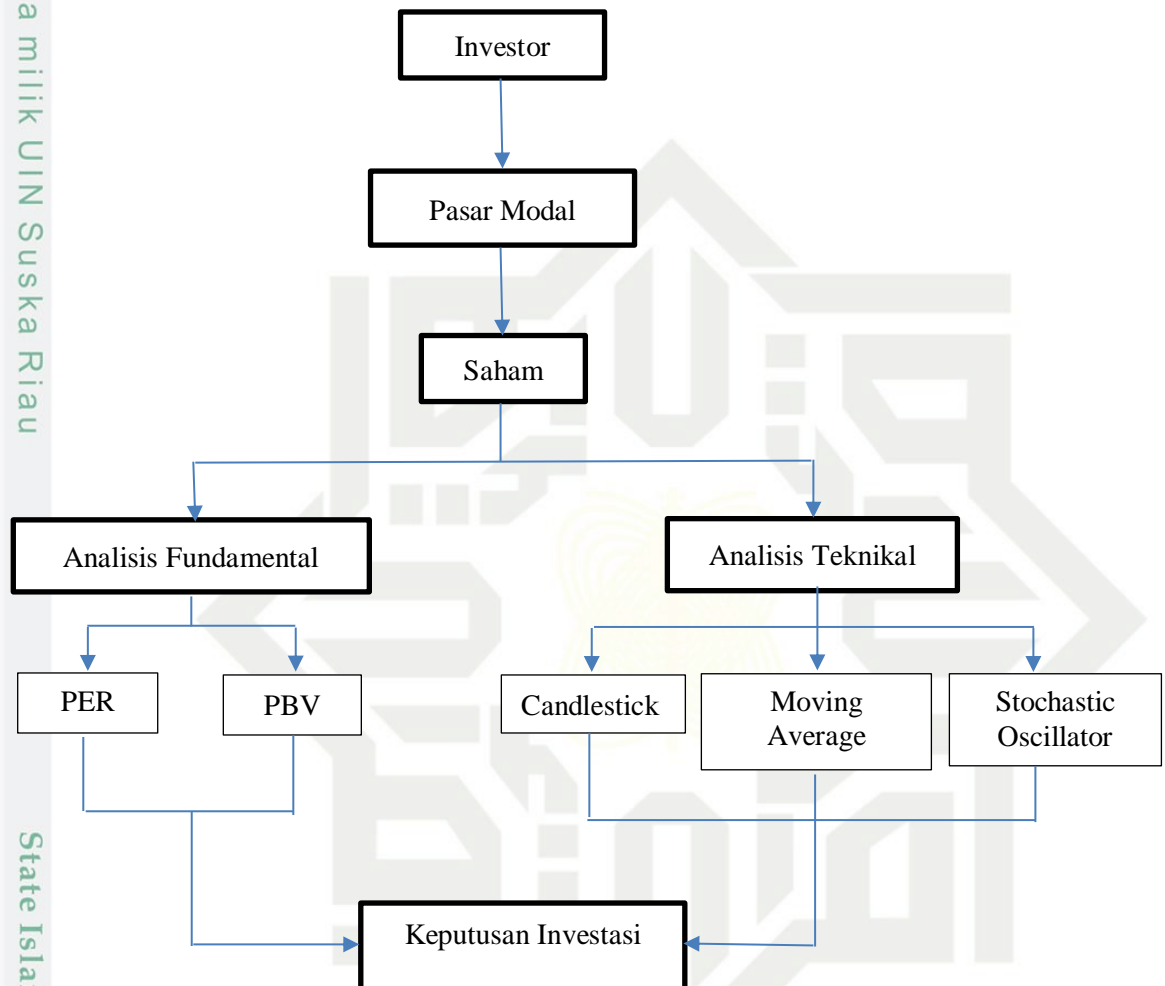 a milik UIN Suska Riau
State Isla
Investor
Pasar Modal
Saham
Analisis Fundamental
Analisis Teknikal
PER
PBV
Candlestick
Moving
Average
Stochastic
Oscillator
Keputusan Investasi